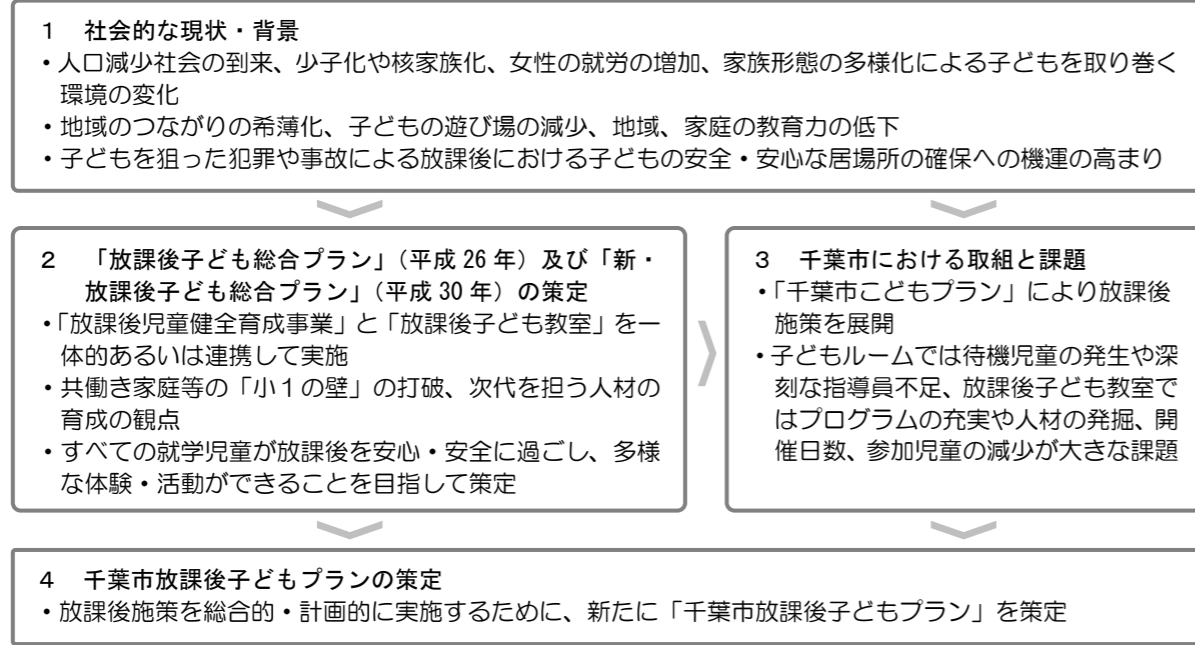 1 社会的な現状・背景
・人口減少社会の到来、少子化や核家族化、女性の就労の増加、家族形態の多様化による子どもを取り巻く
環境の変化
・地域のつながりの希薄化、子どもの遊び場の減少、地域、家庭の教育力の低下
・子どもを狙った犯罪や事故による放課後における子どもの安全・安心な居場所の確保への機運の高まり
2 「放課後子ども総合プラン」(平成 26 年)及び「新・
放課後子ども総合プラン」(平成 30 年)の策定
・「放課後児童健全育成事業」と「放課後子ども教室」を一
体的あるいは連携して実施
・共働き家庭等の「小1の壁」の打破、次代を担う人材の
育成の観点
・すべての就学児童が放課後を安心・安全に過ごし、多様
な体験・活動ができることを目指して策定
3 千葉市における取組と課題
・「千葉市こどもプラン」により放課後
施策を展開
・子どもルームでは待機児童の発生や深
刻な指導員不足、放課後子ども教室で
はプログラムの充実や人材の発掘、開
催日数、参加児童の減少が大きな課題
4 千葉市放課後子どもプランの策定
・放課後施策を総合的・計画的に実施するために、新たに「千葉市放課後子どもプラン」を策定